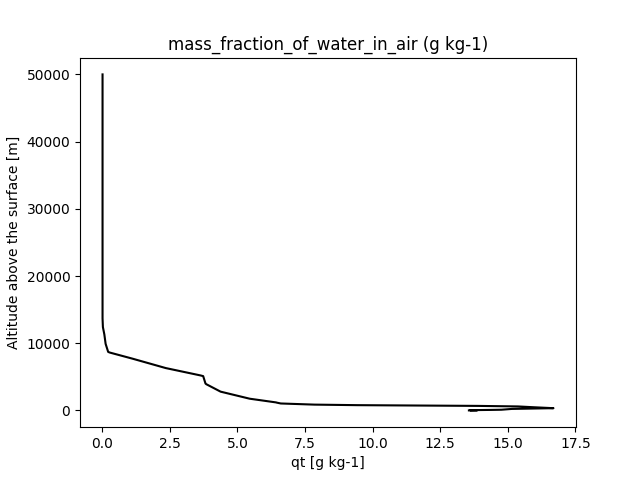 mass_fraction_of_water_in_air (g kg-1)
50000
40000
30000
20000
10000
0
Altitude above the surface [m]
0.0 2.5 5.0 7.5 10.0 12.5 15.0 17.5
qt [g kg-1]